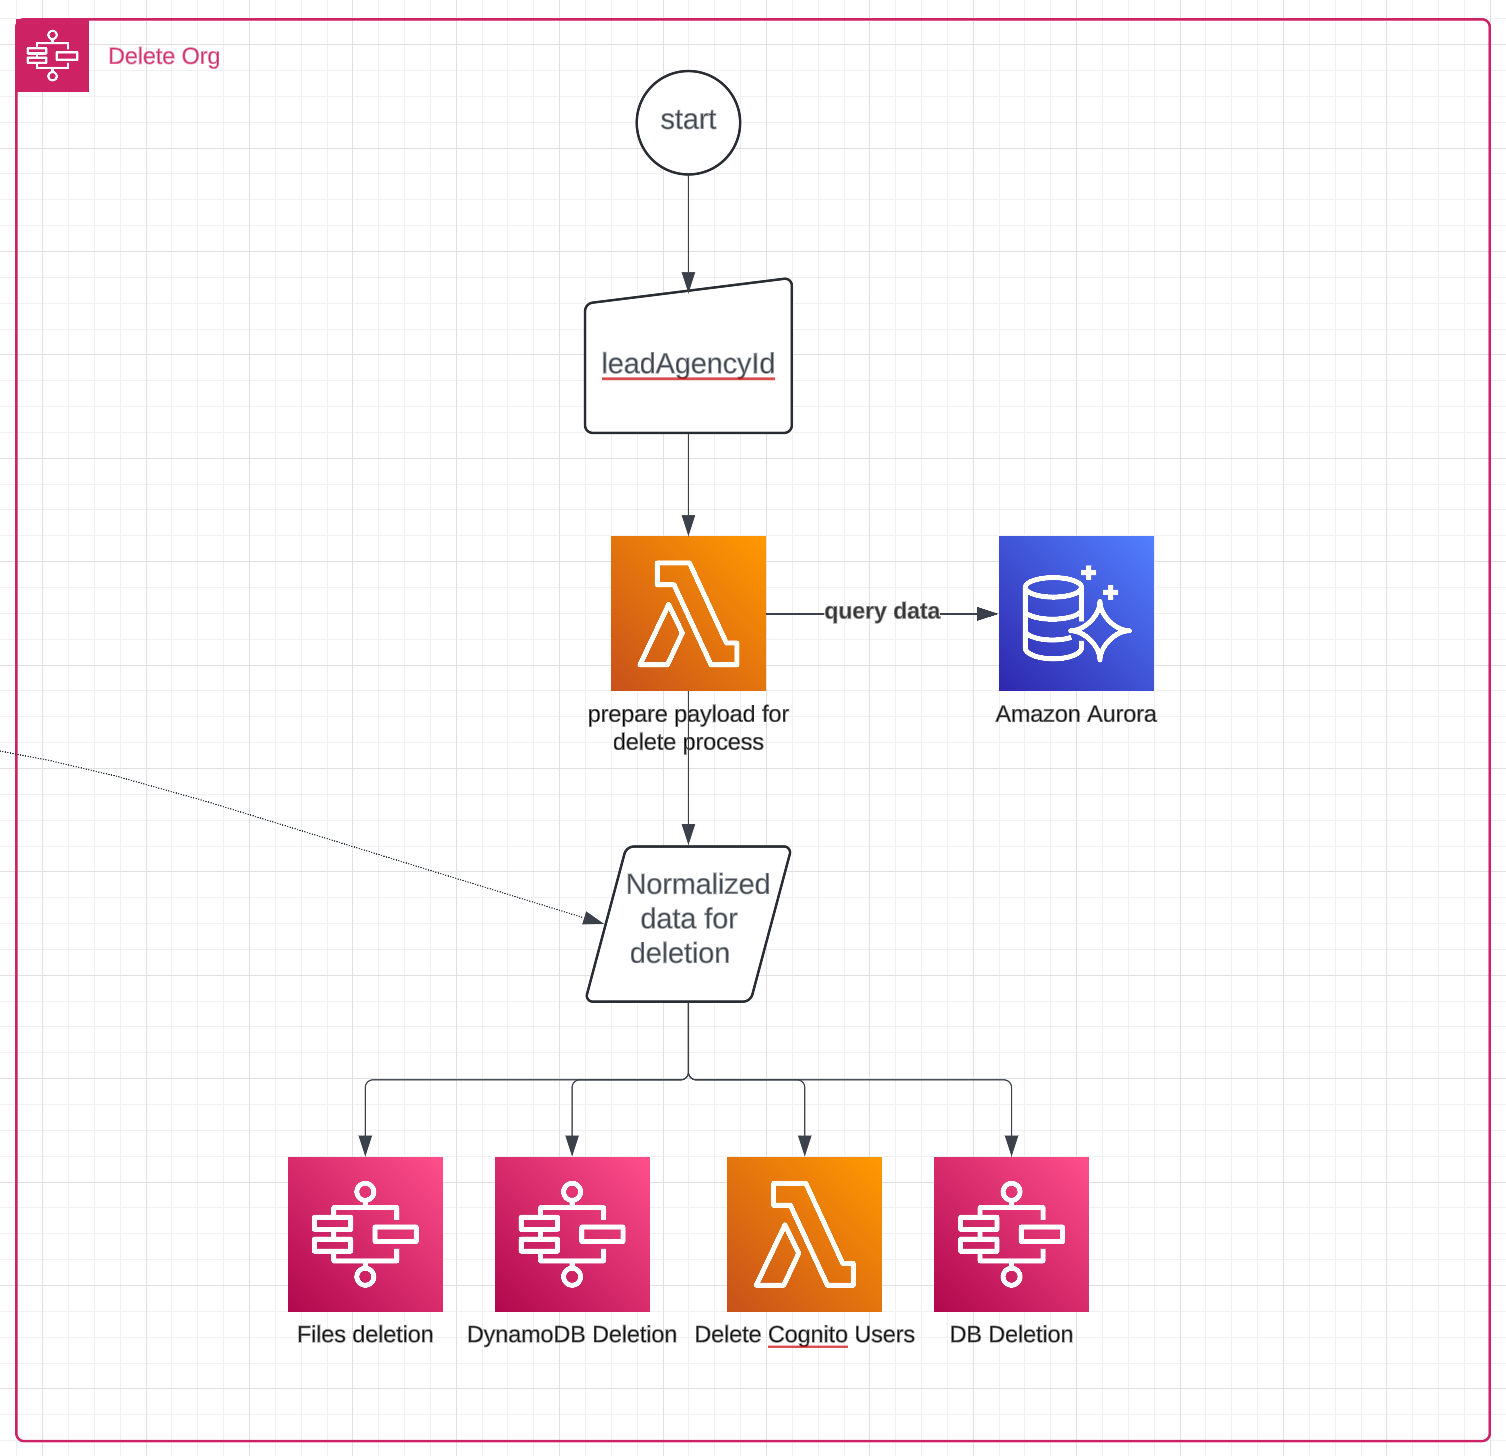 Delete Org
start
leadAgencyId
query data
prepare payload for
delete process
Amazon Aurora
Normalized
data for
deletion
Files deletion
DynamoDB Deletion
Delete Cognito Users
DB Deletion